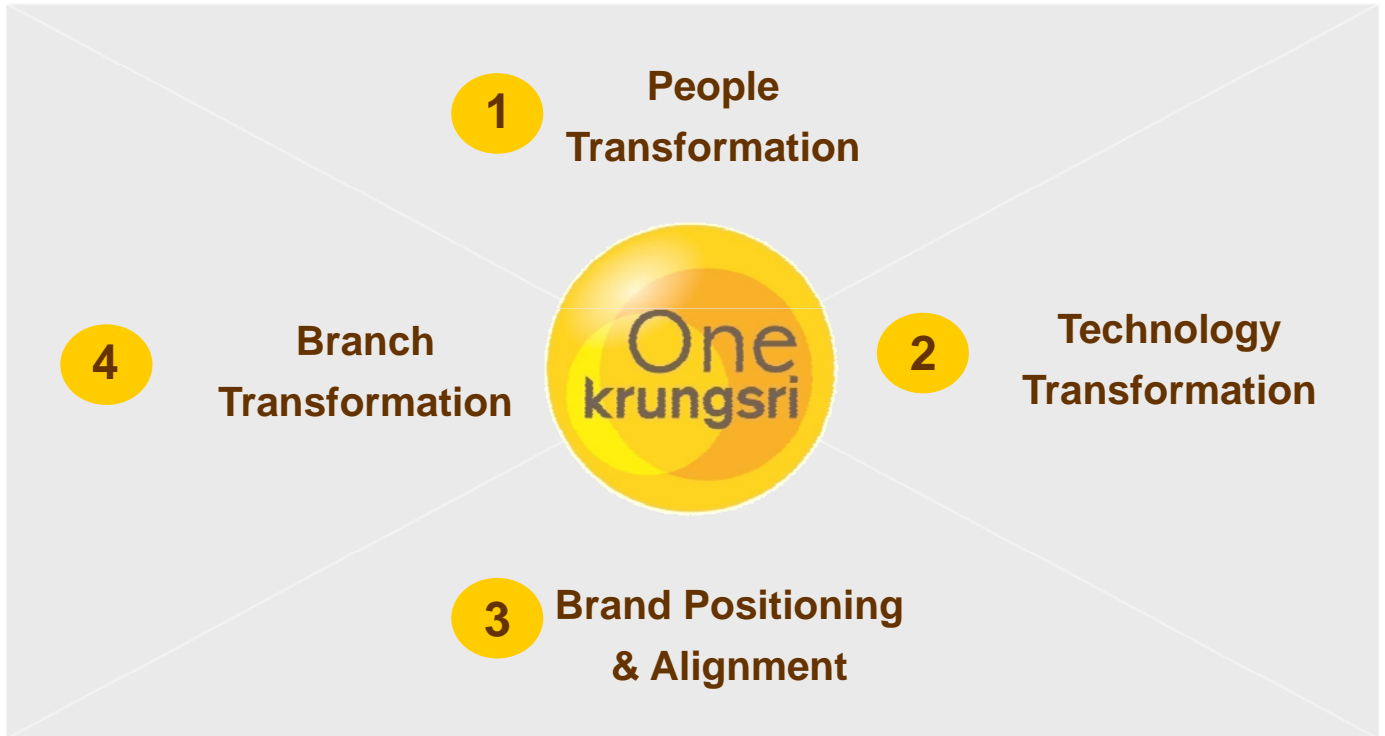 1
People
Transformation
2
Technology
Transformation
3
Brand Positioning
& Alignment
4
Branch
Transformation
One
krungsri